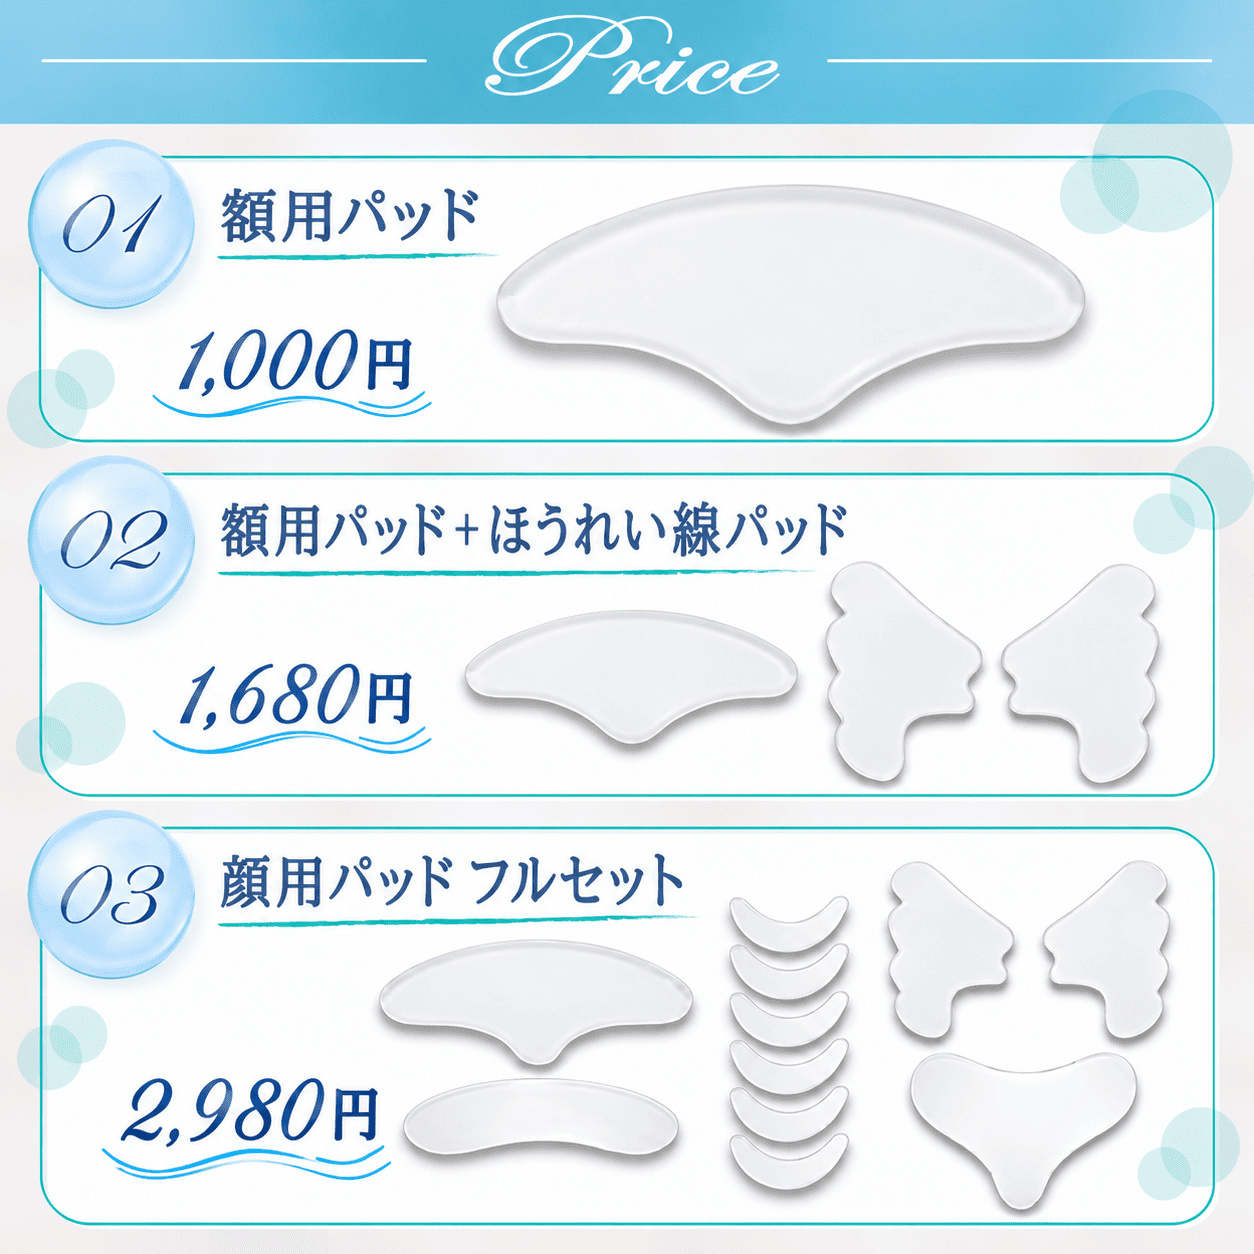 Price
01
額用パッド
1,000円
02
額用パッド+ほうれい線パッド
1,680円
03
顔用パッド フルセット
2,980円